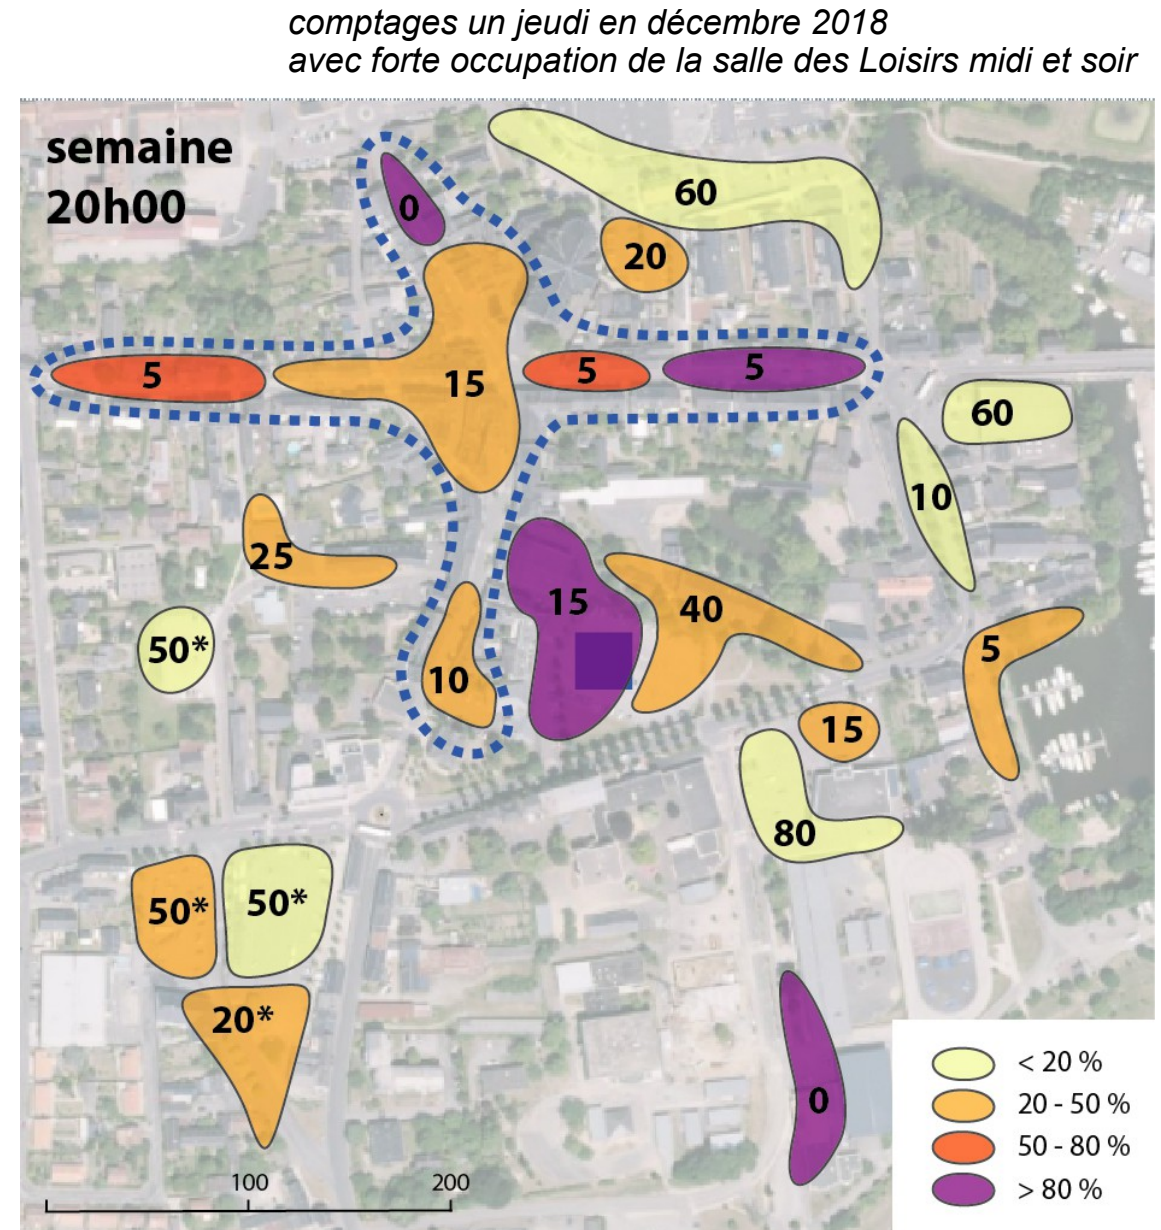 comptages un jeudi en décembre 2018
avec forte occupation de la salle des Loisirs midi et soir
semaine
20h00
0
60
20
5
15
5
5
60
10
25
15
40
50*
10
5
15
80
50*
50*
20*
0
< 20 %
20 - 50 %
50 - 80 %
> 80 %
100
200